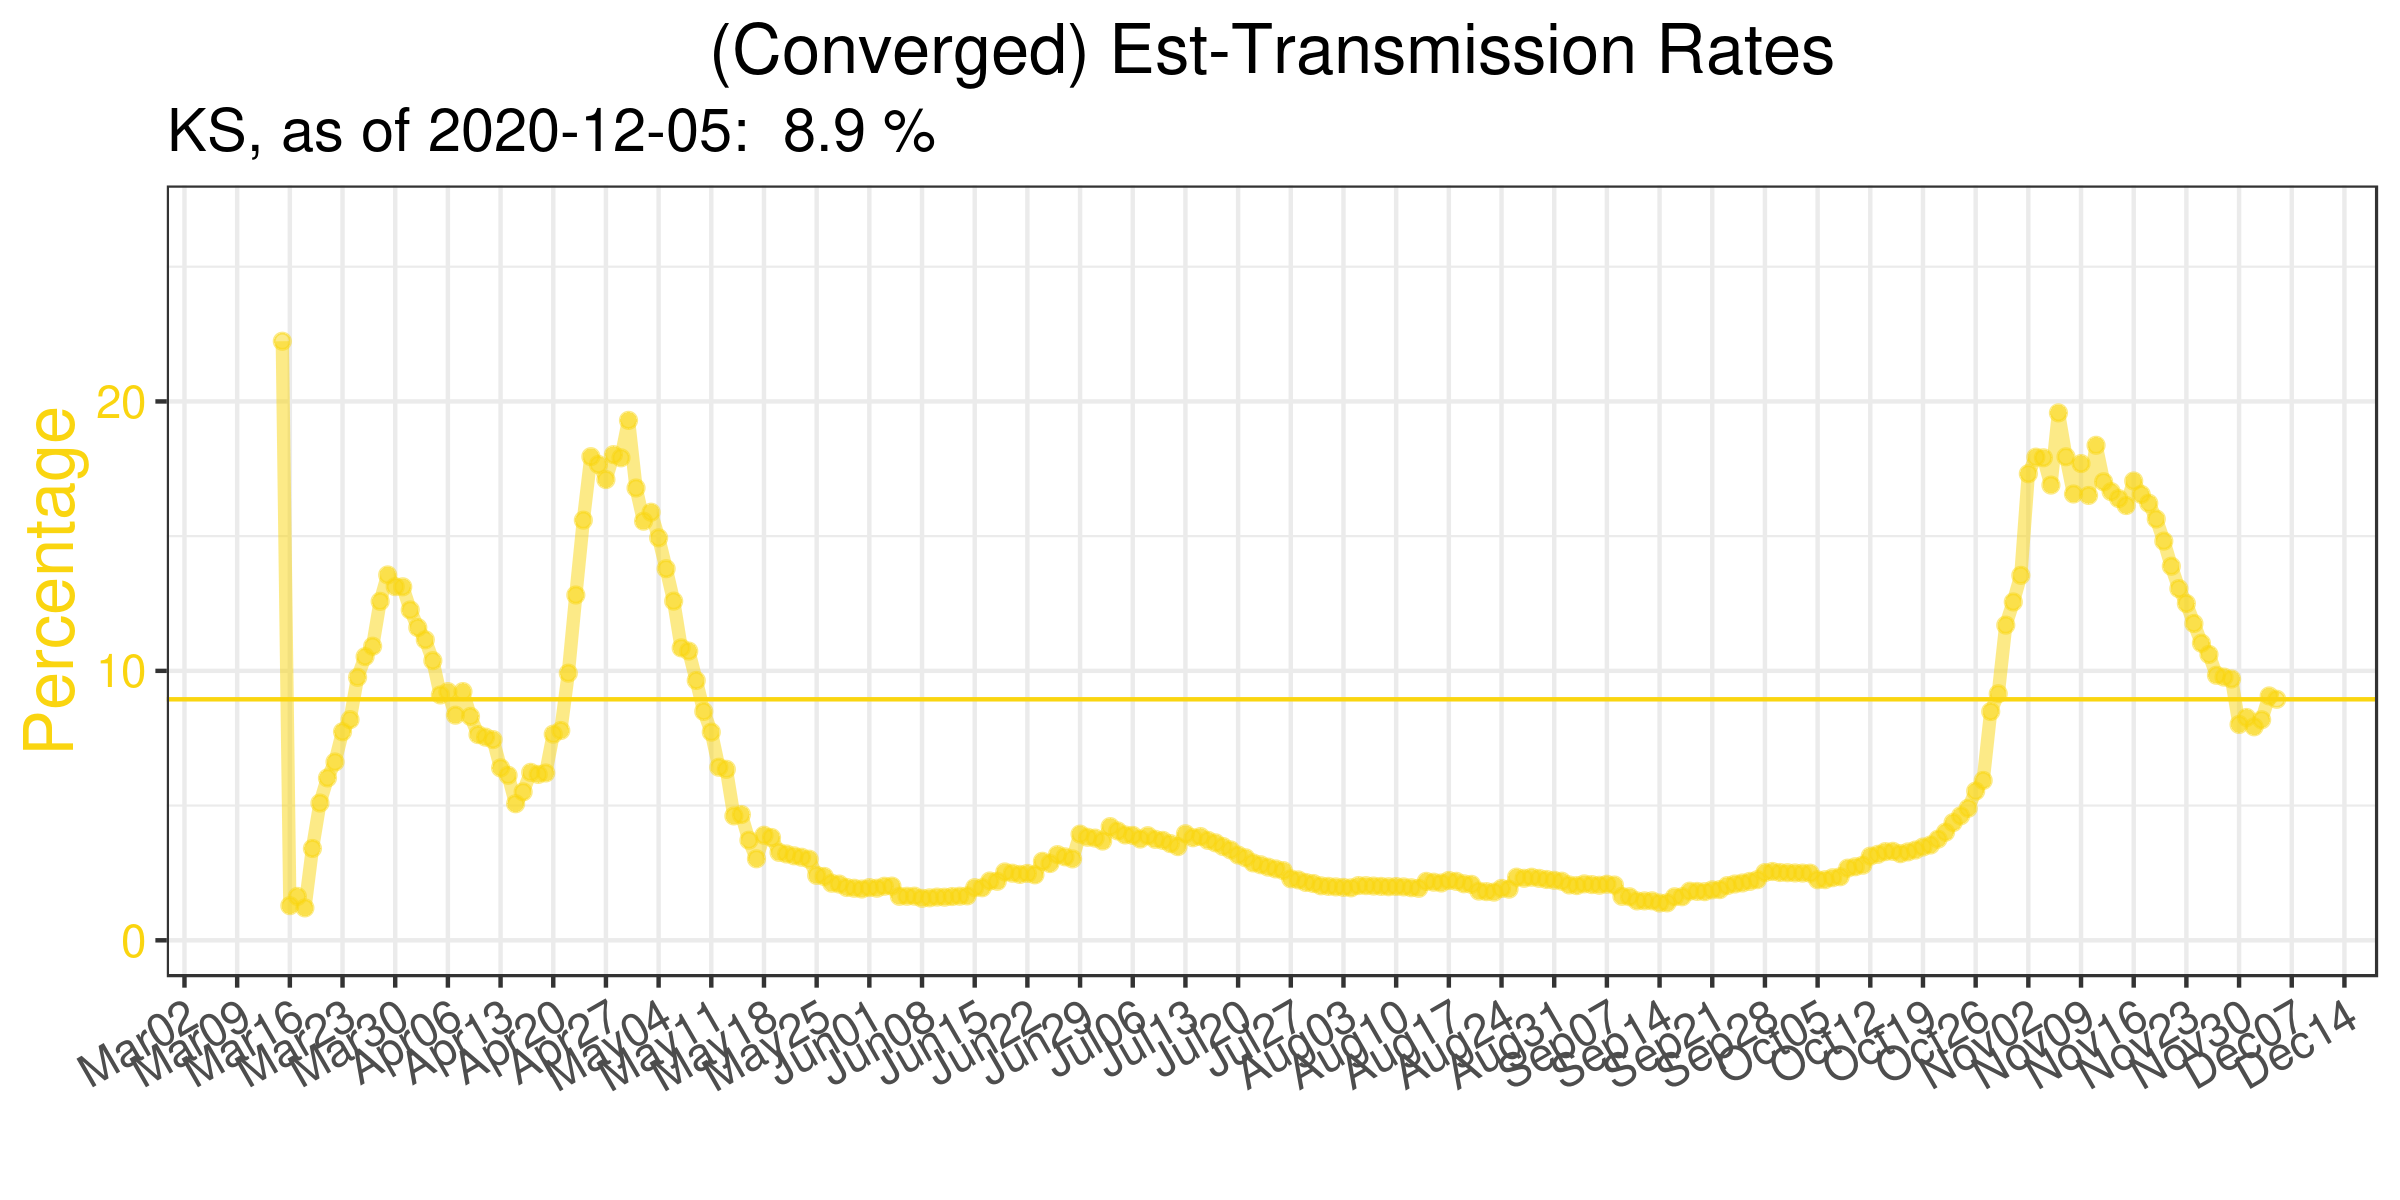 (Converged) Est-Transmission Rates
KS, as of 2020-12-05:  8.9 %
Percentage
20
10
0
Mar02
Mar09
Mar16
Mar23
Mar30
Apr06
Apr13
Apr20
Apr27
May04
May11
May18
May25
Jun01
Jun08
Jun15
Jun22
Jun29
Jul06
Jul13
Jul20
Jul27
Aug03
Aug10
Aug17
Aug24
Aug31
Sep07
Sep14
Sep21
Sep28
Oct05
Oct12
Oct19
Oct26
Nov02
Nov09
Nov16
Nov23
Nov30
Dec07
Dec14